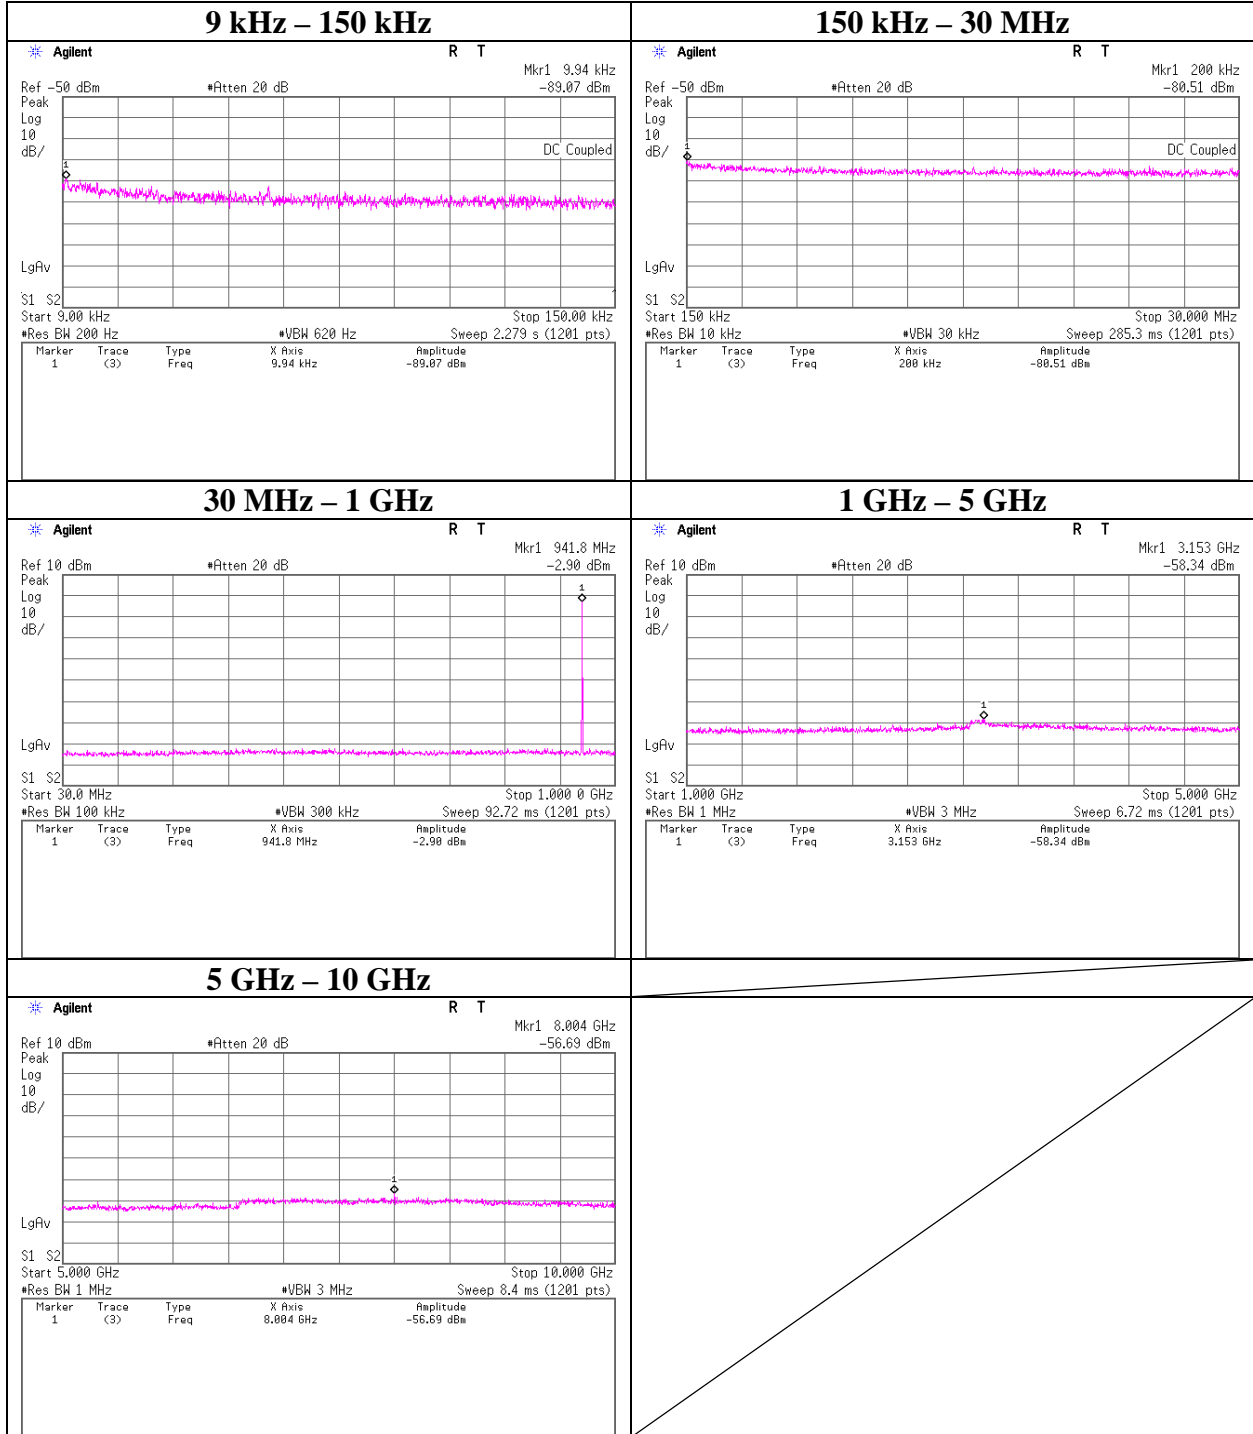 9 kHz – 150 kHz
Agilent
R T
Mkr1 9.94 kHz
Ref -50 dBm #Atten 20 dB -89.07 dBm
Peak
Log
10
dB/
DC Coupled
1
LgAv
S1 S2
Start 9.00 kHz Stop 150.00 kHz
#Res BW 200 Hz #VBW 620 Hz Sweep 2.279 s (1201 pts)
Marker Trace Type X Axis Amplitude
1 (3) Freq 9.94 kHz -89.07 dBm
150 kHz – 30 MHz
Agilent
R T
Mkr1 200 kHz
Ref -50 dBm #Atten 20 dB -80.51 dBm
Peak
Log
10
dB/
DC Coupled
1
LgAv
S1 S2
Start 150 kHz Stop 30.000 MHz
#Res BW 10 kHz #VBW 30 kHz Sweep 285.3 ms (1201 pts)
Marker Trace Type X Axis Amplitude
1 (3) Freq 200 kHz -80.51 dBm
30 MHz – 1 GHz
Agilent
R T
Mkr1 941.8 MHz
Ref 10 dBm #Atten 20 dB -2.90 dBm
Peak
Log
10
dB/
1
LgAv
S1 S2
Start 30.0 MHz Stop 1.000 0 GHz
#Res BW 100 kHz #VBW 300 kHz Sweep 92.72 ms (1201 pts)
Marker Trace Type X Axis Amplitude
1 (3) Freq 941.8 MHz -2.90 dBm
1 GHz – 5 GHz
Agilent
R T
Mkr1 3.153 GHz
Ref 10 dBm #Atten 20 dB -58.34 dBm
Peak
Log
10
dB/
1
LgAv
S1 S2
Start 1.000 GHz Stop 5.000 GHz
#Res BW 1 MHz #VBW 3 MHz Sweep 6.72 ms (1201 pts)
Marker Trace Type X Axis Amplitude
1 (3) Freq 3.153 GHz -58.34 dBm
5 GHz – 10 GHz
Agilent
R T
Mkr1 8.004 GHz
Ref 10 dBm #Atten 20 dB -56.69 dBm
Peak
Log
10
dB/
1
LgAv
S1 S2
Start 5.000 GHz Stop 10.000 GHz
#Res BW 1 MHz #VBW 3 MHz Sweep 8.4 ms (1201 pts)
Marker Trace Type X Axis Amplitude
1 (3) Freq 8.004 GHz -56.69 dBm